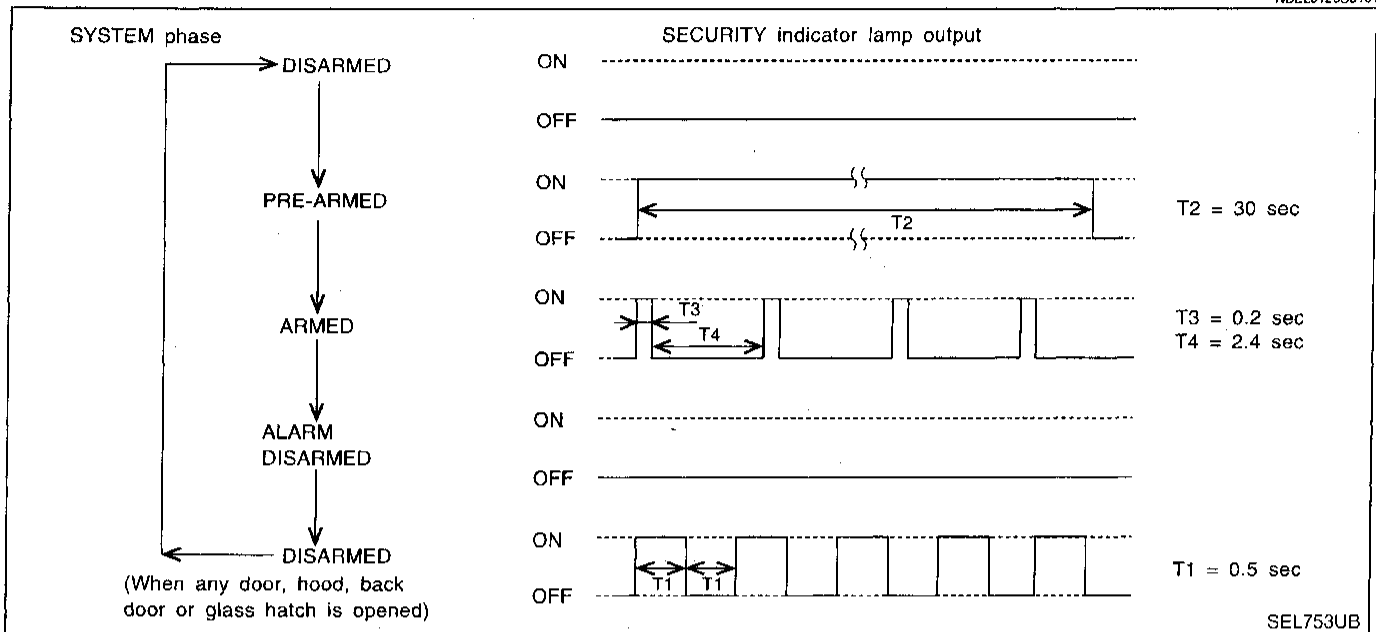 SYSTEM phase
SECURITY indicator lamp output
DISARMED
ON
OFF
PRE-ARMED
ON
T2
OFF
T2 = 30 sec
ARMED
ON
T3
T4
OFF
T3 = 0.2 sec
T4 = 2.4 sec
ALARM
DISARMED
ON
OFF
DISARMED
(When any door, hood, back
door or glass hatch is opened)
ON
T1 T1
OFF
T1 = 0.5 sec
SEL753UB